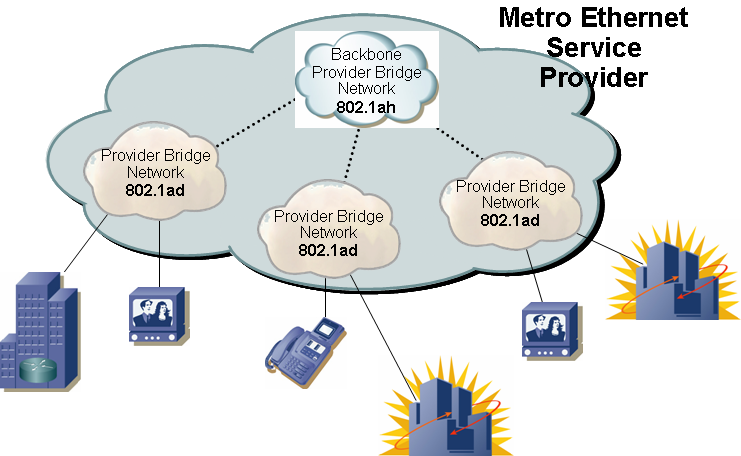 Metro Ethernet
Service
Provider
Backbone
Provider Bridge
Network
802.1ah
Provider Bridge
Network
802.1ad
Provider Bridge
Network
802.1ad
Provider Bridge
Network
802.1ad